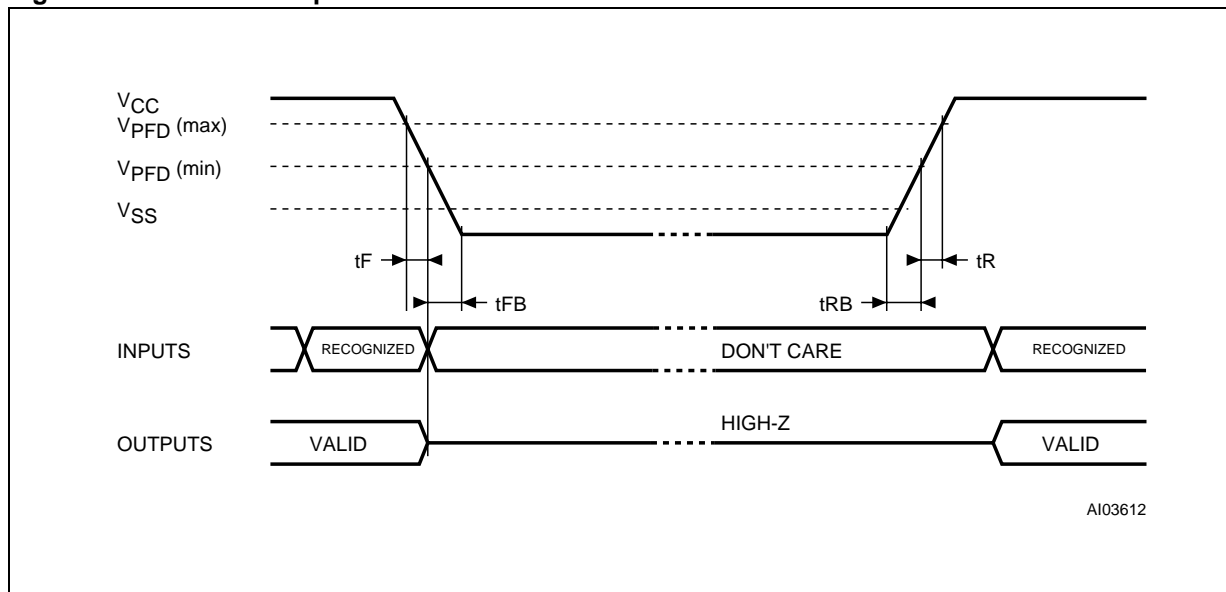 VCC
VPFD (max)
VPFD (min)
VSS
tF
tFB
tRB
tR
INPUTS
RECOGNIZED
DON'T CARE
RECOGNIZED
OUTPUTS
VALID
HIGH-Z
VALID
AI03612